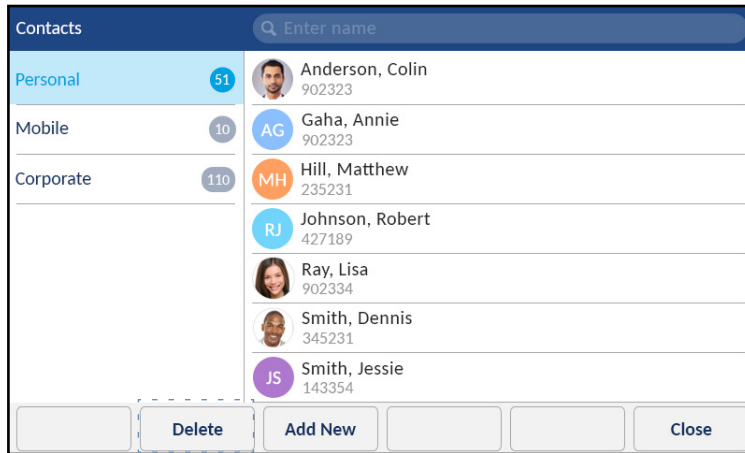 Contacts
Enter name
Personal 51
Mobile 10
Corporate 110
Anderson, Colin
902323
AG
Gaha, Annie
902323
MH
Hill, Matthew
235231
RJ
Johnson, Robert
427189
Ray, Lisa
902334
Smith, Dennis
345231
JS
Smith, Jessie
143354
Delete Add New Close